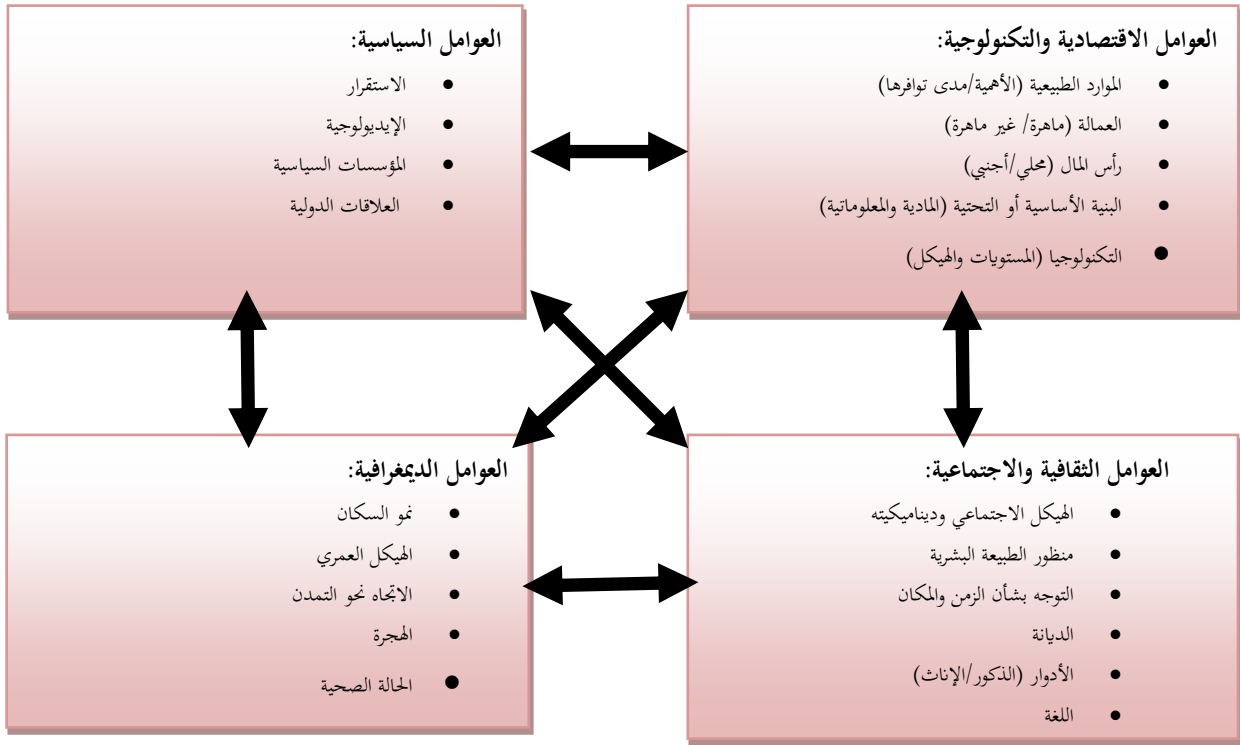 العوامل الاقتصادية والتكنولوجية:
● الموارد الطبيعية (الأهمية/مدى توافرها)
● العمالة (ماهرة/ غير ماهرة)
● رأس المال (محلي/أجنبي)
● البنية الأساسية أو التحتية (المادية والمعلوماتية)
● التكنولوجيا (المستويات والهيكل)
العوامل السياسية:
● الاستقرار
● الإيديولوجية
● المؤسسات السياسية
● العلاقات الدولية
العوامل الثقافية والاجتماعية:
● الهيكل الاجتماعي وديناميكيته
● منظور الطبيعة البشرية
● التوجه بشأن الزمن والمكان
● الديانة
● الأدوار (الذكور/الإناث)
● اللغة
العوامل الديمغرافية:
● نمو السكان
● الهيكل العمري
● الاتجاه نحو التمدن
● الهجرة
● الحالة الصحية